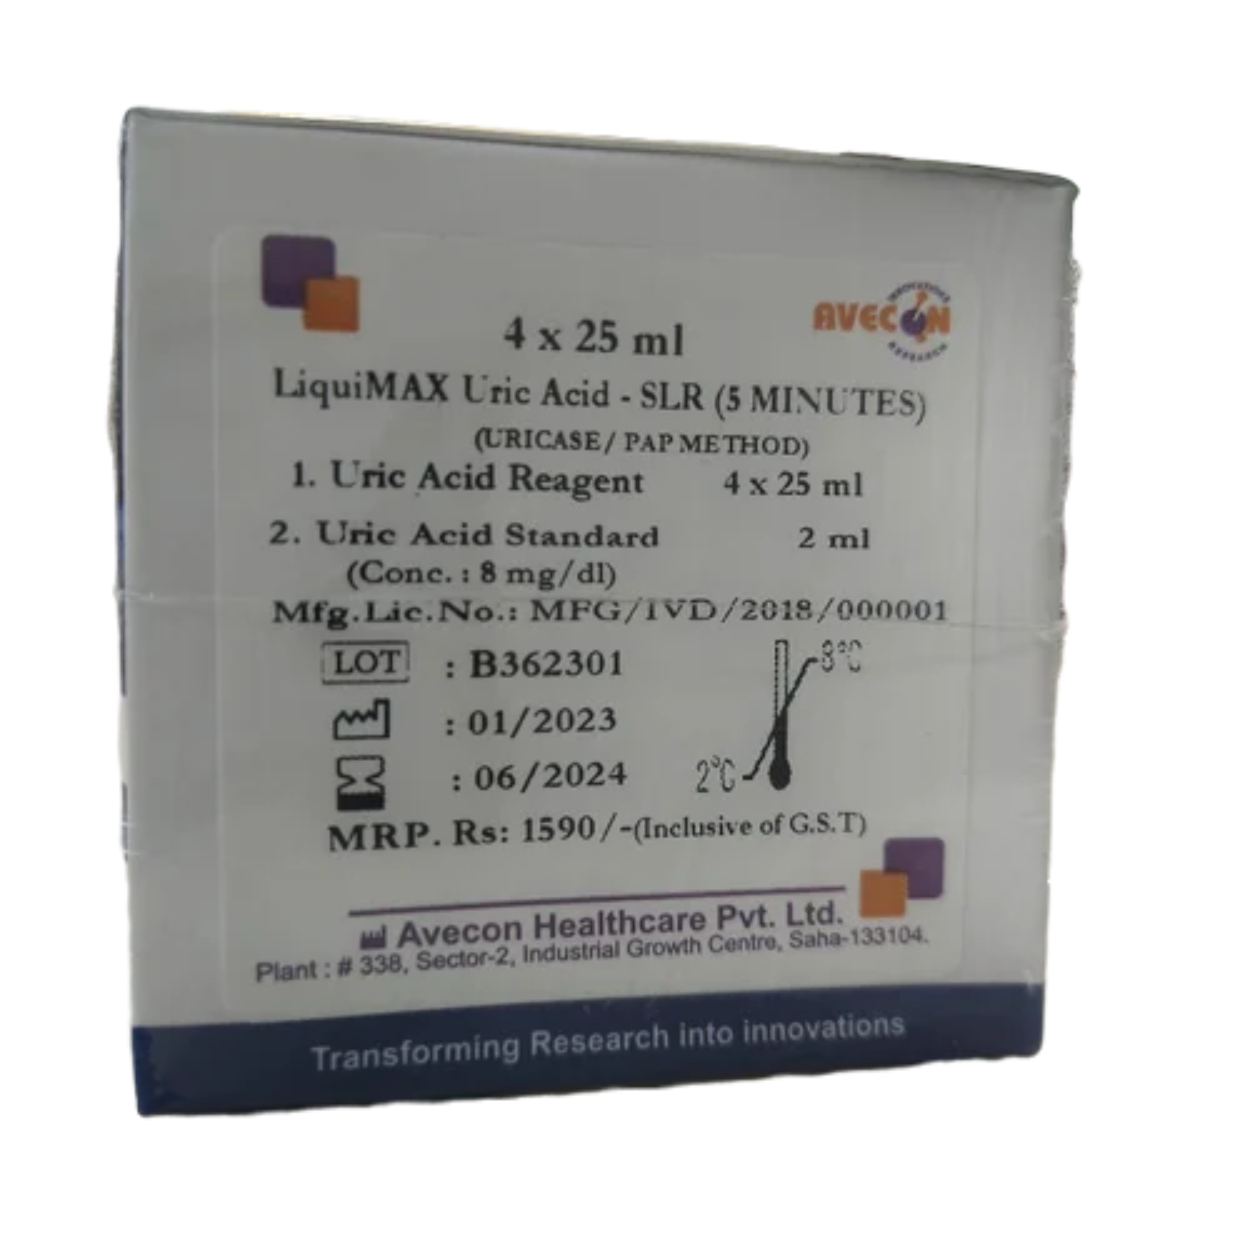 AVECON
INNOVATIONS
RESEARCH
4 x 25 ml
LiquiMAX Uric Acid - SLR (5 MINUTES)
(URICASE/ PAP METHOD)
1. Uric Acid Reagent 4 x 25 ml
2. Uric Acid Standard 2 ml
(Conc. : 8 mg/dl)
Mfg.Lic.No.: MFG/IVD/2018/000001
LOT : B362301
8°C
: 01/2023
: 06/2024
2°C
MRP. Rs: 1590/-(Inclusive of G.S.T)
Avecon Healthcare Pvt. Ltd.
Plant : # 338, Sector-2, Industrial Growth Centre, Saha-133104.
Transforming Research into innovations